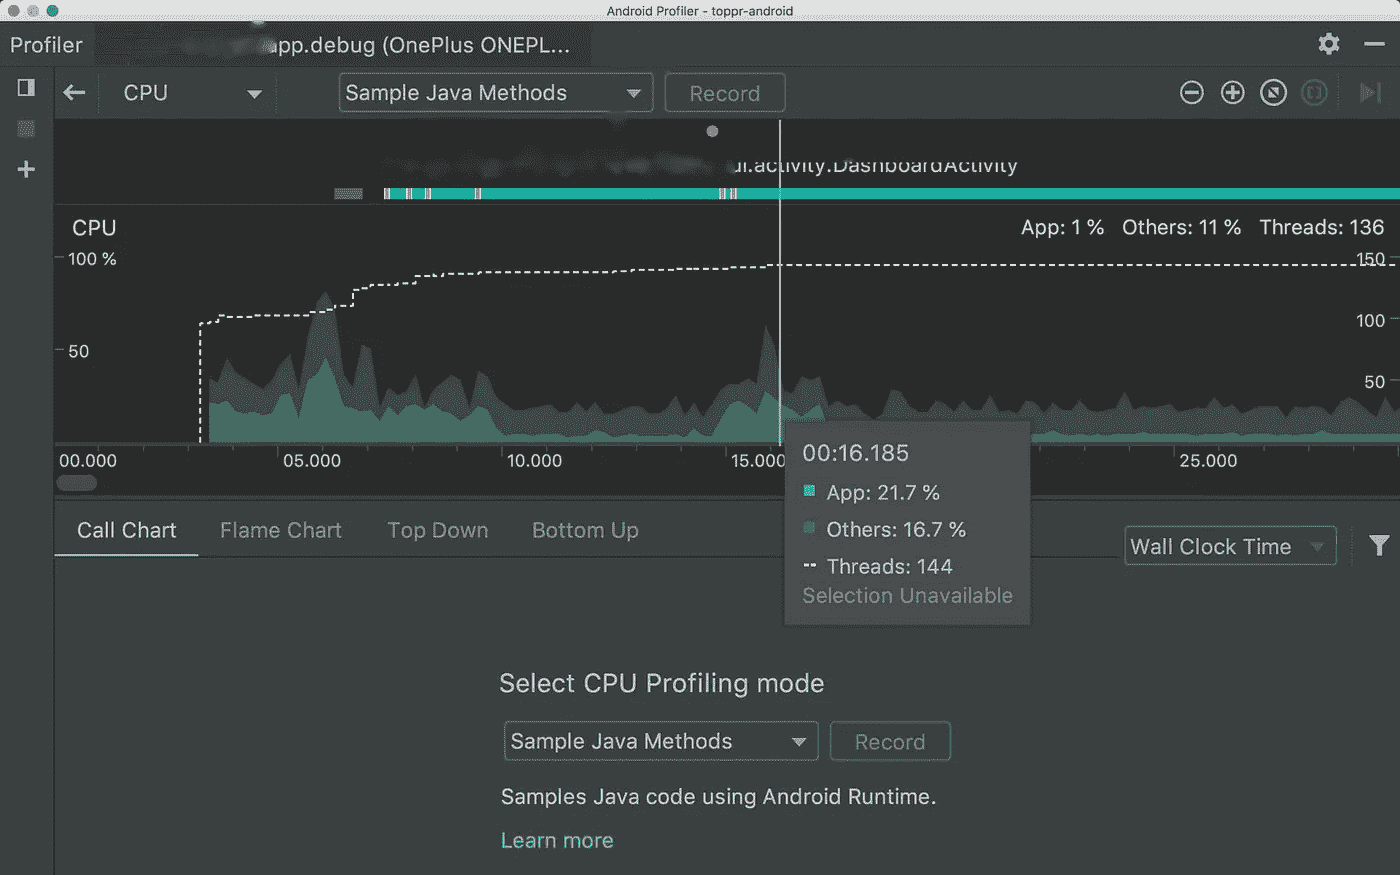 Android Profiler - toppr-android
Profiler app.debug (OnePlus ONEPL...
CPU Sample Java Methods Record
ui.activity.DashboardActivity
CPU App: 1 % Others: 11 % Threads: 136
100 % 150
100
50 50
00.000 05.000 10.000 15.000 25.000
00:16.185
App: 21.7 %
Others: 16.7 %
Threads: 144
Selection Unavailable
Call Chart Flame Chart Top Down Bottom Up Wall Clock Time
Select CPU Profiling mode
Sample Java Methods Record
Samples Java code using Android Runtime.
Learn more